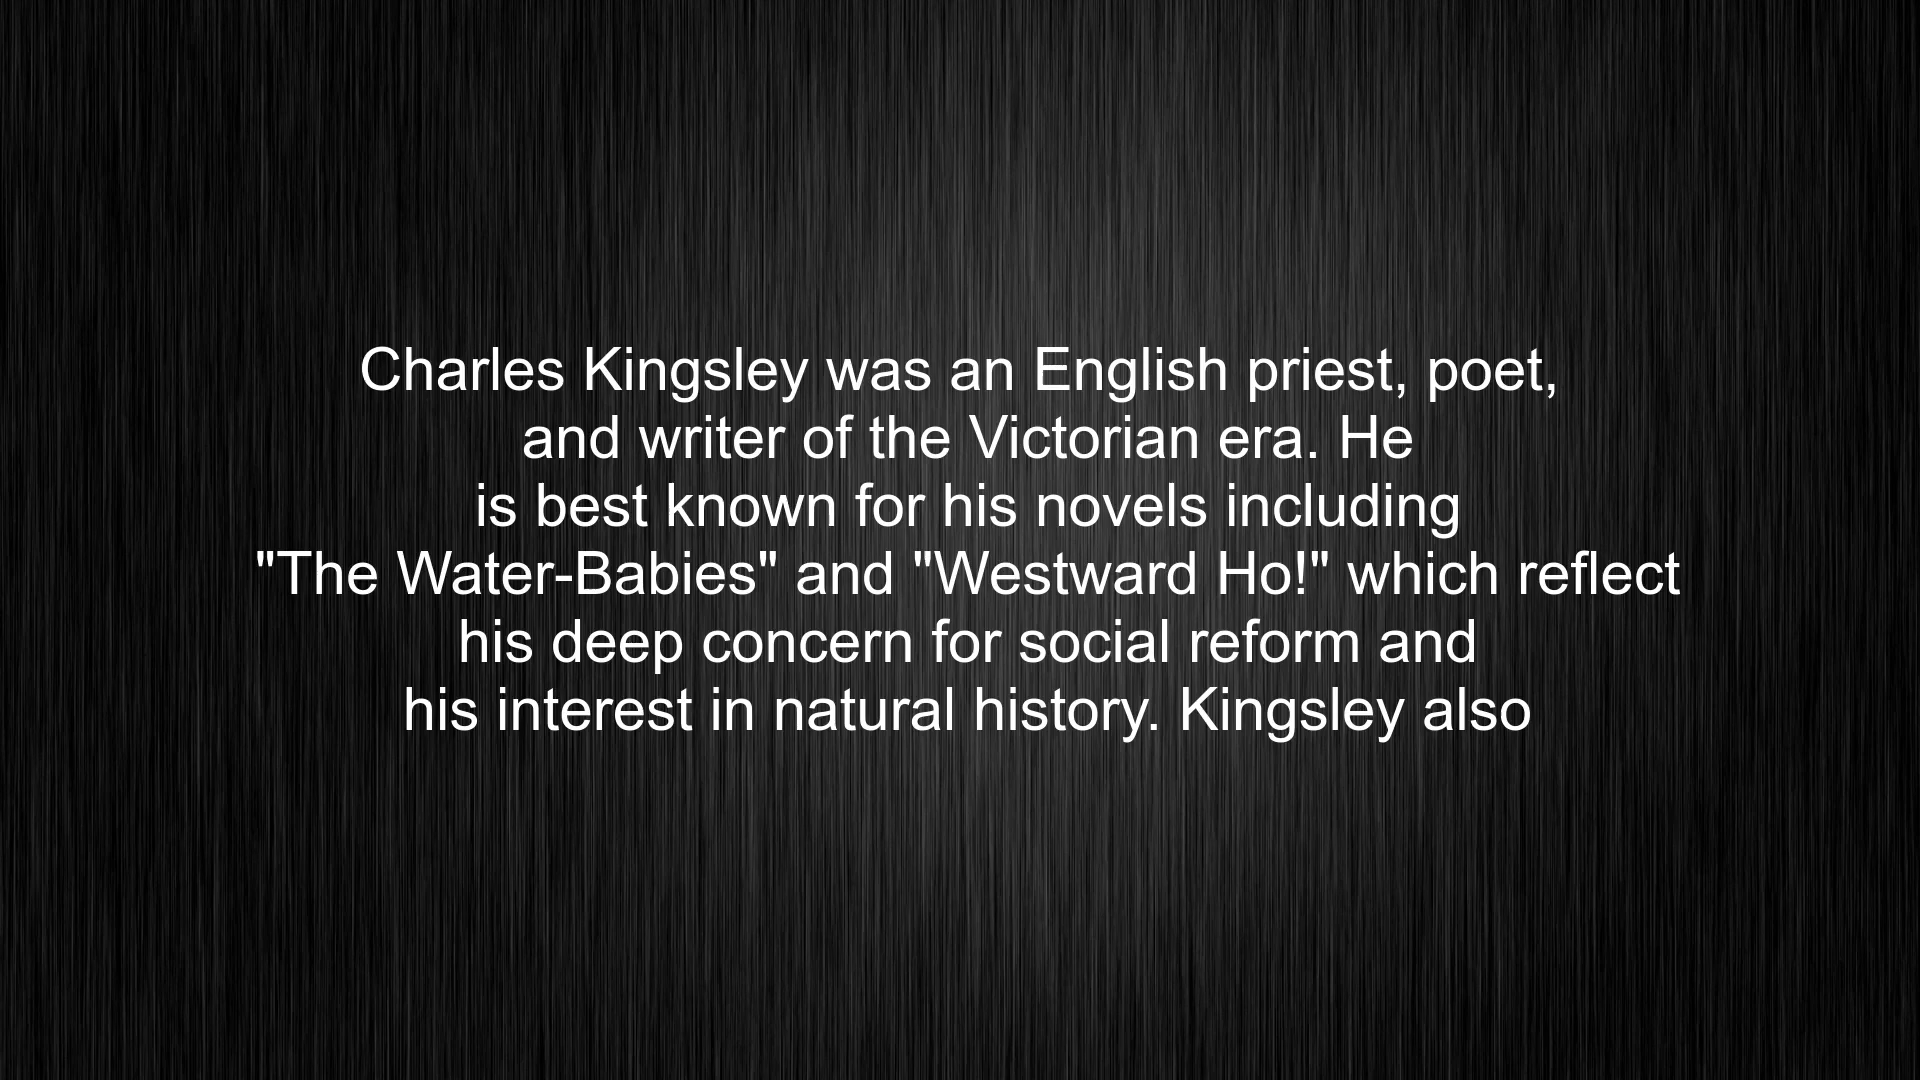 Charles Kingsley was an English priest, poet,
and writer of the Victorian era. He
is best known for his novels including
"The Water-Babies" and "Westward Ho!" which reflect
his deep concern for social reform and
his interest in natural history. Kingsley also